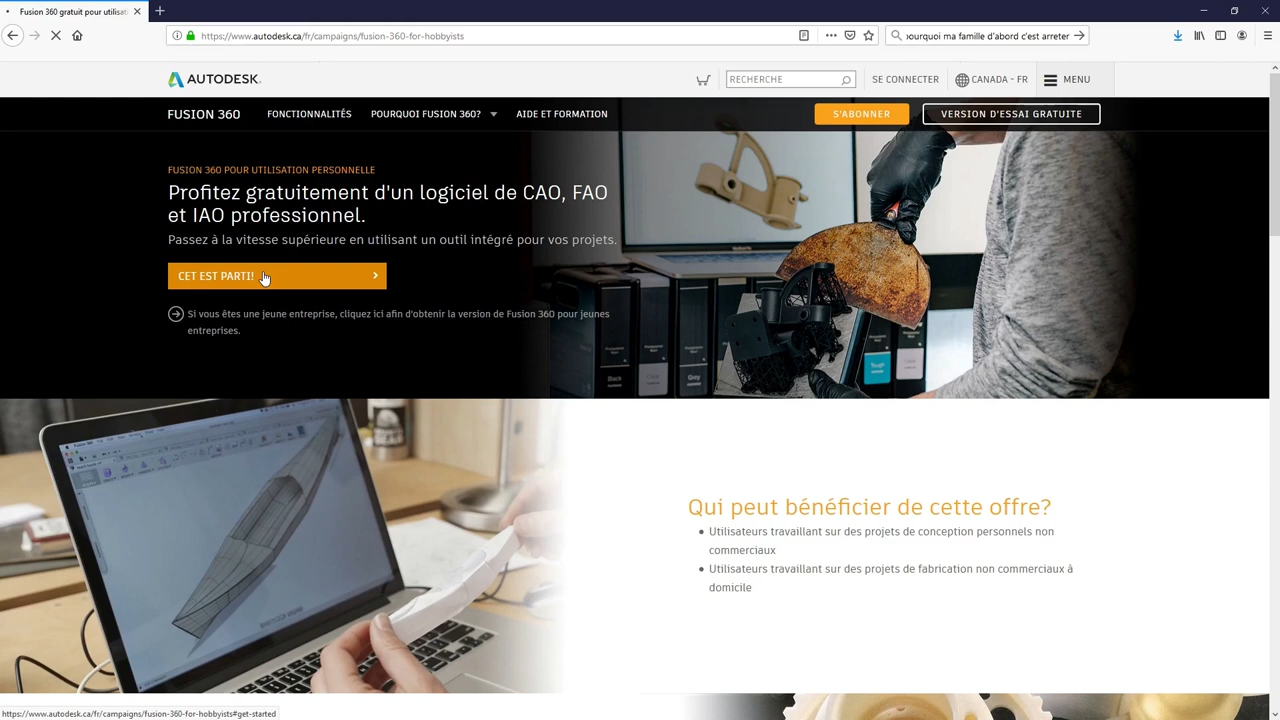 Fusion 360 gratuit pour utilisat
https://www.autodesk.ca/fr/campaigns/fusion-360-for-hobbyists
ourquoi ma famille d'abord c'est arreter
AUTODESK.
RECHERCHE
SE CONNECTER
CANADA - FR
MENU
FUSION 360
FONCTIONNALITÉS
POURQUOI FUSION 360?
AIDE ET FORMATION
S'ABONNER
VERSION D'ESSAI GRATUITE
FUSION 360 POUR UTILISATION PERSONNELLE
Profitez gratuitement d'un logiciel de CAO, FAO
et IAO professionnel.
Passez à la vitesse supérieure en utilisant un outil intégré pour vos projets.
CET EST PARTI!
Si vous êtes une jeune entreprise, cliquez ici afin d'obtenir la version de Fusion 360 pour jeunes
entreprises.
Black
Grey
Qui peut bénéficier de cette offre?
Utilisateurs travaillant sur des projets de conception personnels non
commerciaux
Utilisateurs travaillant sur des projets de fabrication non commerciaux à
domicile
https://www.autodesk.ca/fr/campaigns/fusion-360-for-hobbyists#get-started